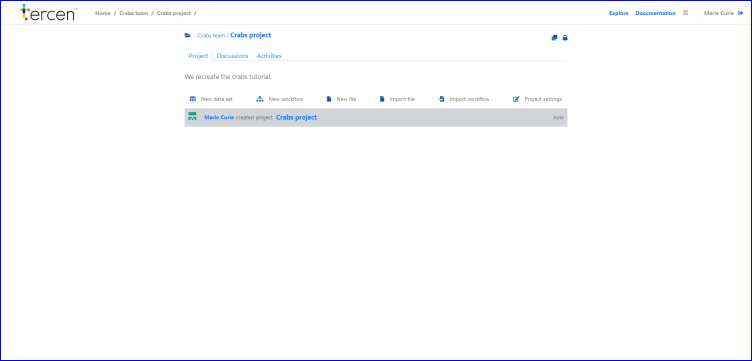 tercen
Home / Crabs team / Crabs project /
Explore Documentation Marie Curie
Crabs team / Crabs project
Project Discussions Activities
We recreate the crabs tutorial.
New data set New workflow New file Import file Import workflow Project settings
Marie Curie created project Crabs project now